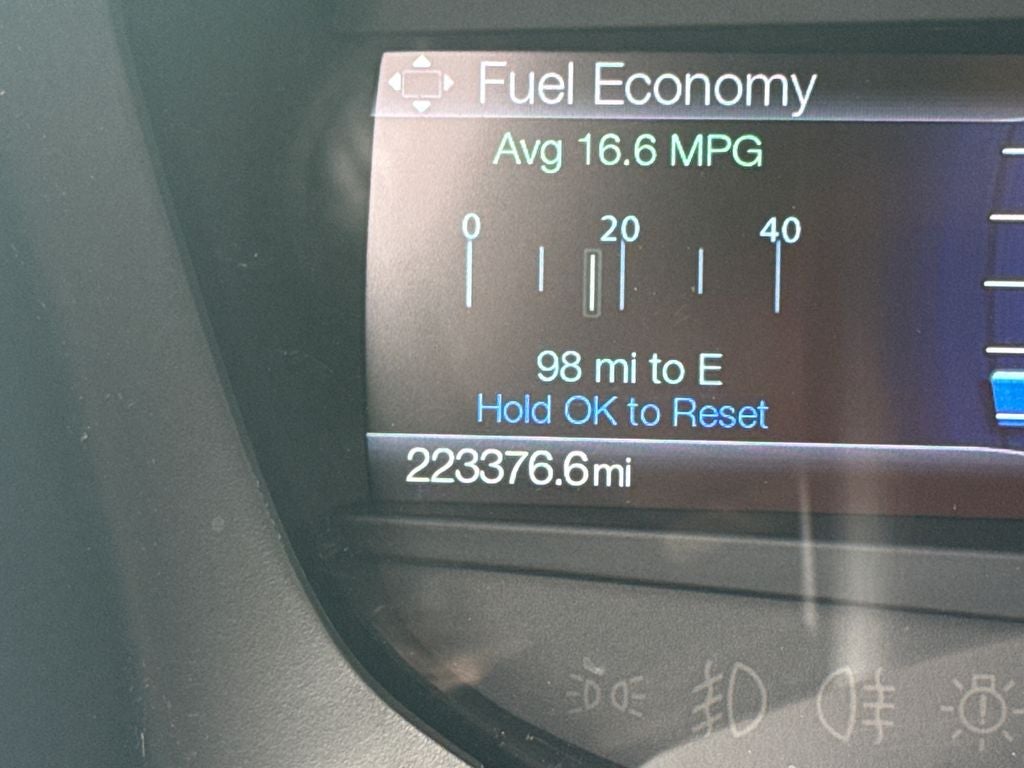 Fuel Economy
Avg 16.6 MPG
0 20 40
98 mi to E
Hold OK to Reset
223376.6mi